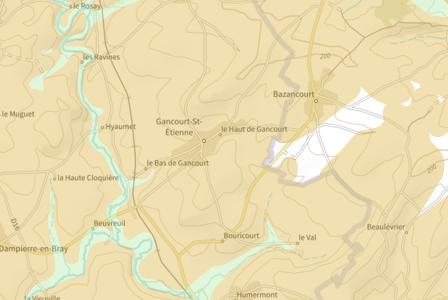 le Rosay
les Ravines
200
Bazancourt
le Muguet
Gancourt-St-
Étienne
Hyaumet
le Haut de Gancourt
le Bas de Gancourt
200
la Haute Cloquière
D16
Beuvreuil
Bouricourt
le Val
Beaulévrier
Dampierre-en-Bray
la Vieuville
Humermont